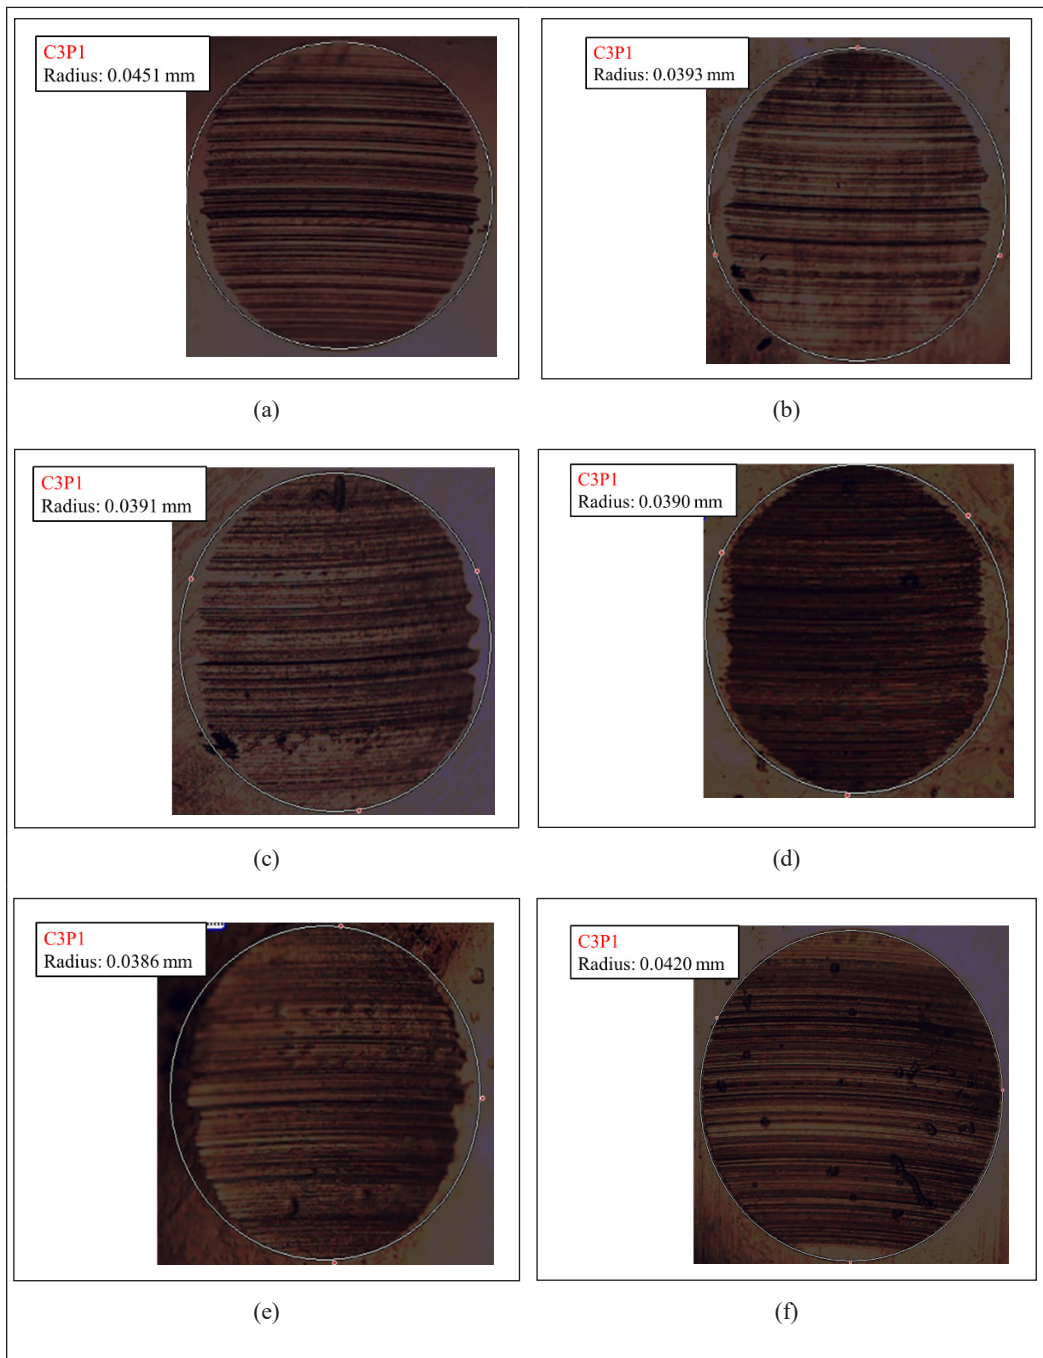 C3P1
Radius: 0.0451 mm
C3P1
Radius: 0.0393 mm
(a)
(b)
C3P1
Radius: 0.0391 mm
C3P1
Radius: 0.0390 mm
(c)
(d)
C3P1
Radius: 0.0386 mm
C3P1
Radius: 0.0420 mm
(e)
(f)